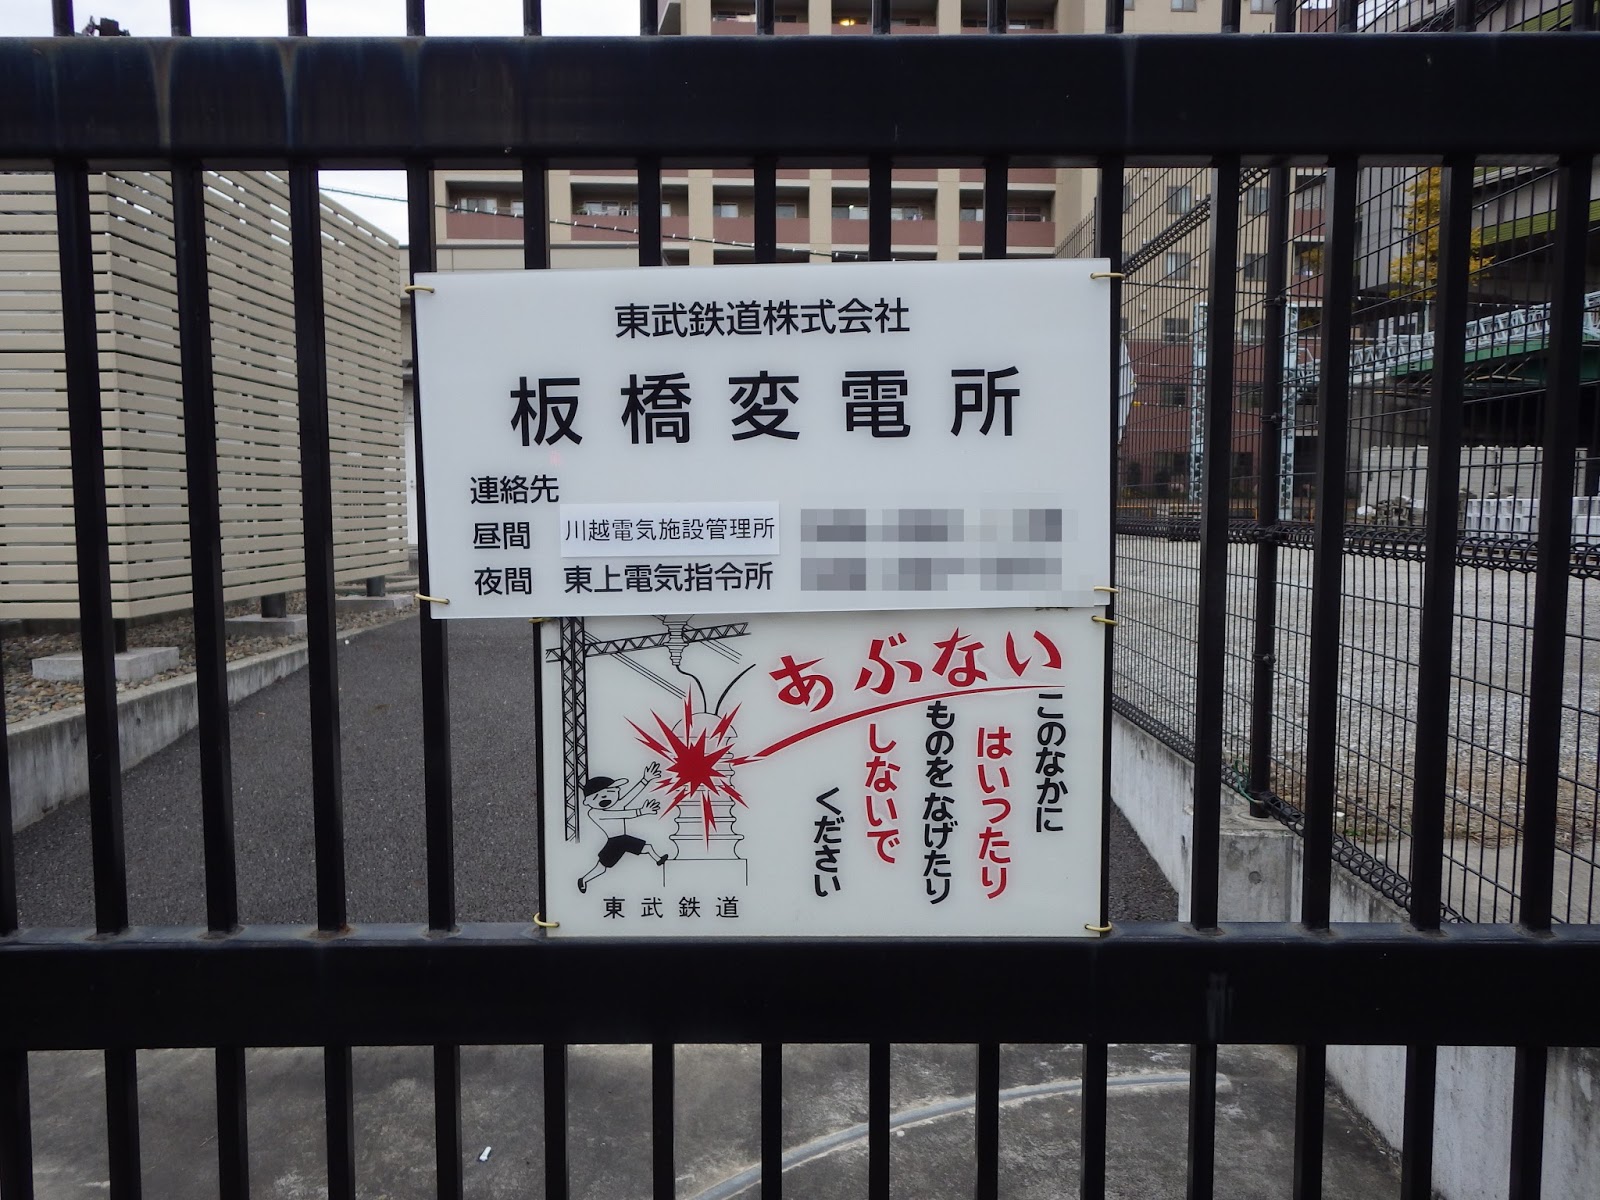 東武鉄道株式会社
板橋変電所
連絡先
昼間 川越電気施設管理所
夜間 東上電気指令所
あぶない
このなかに
はいったり
ものをなげたり
しないで
ください
東武鉄道